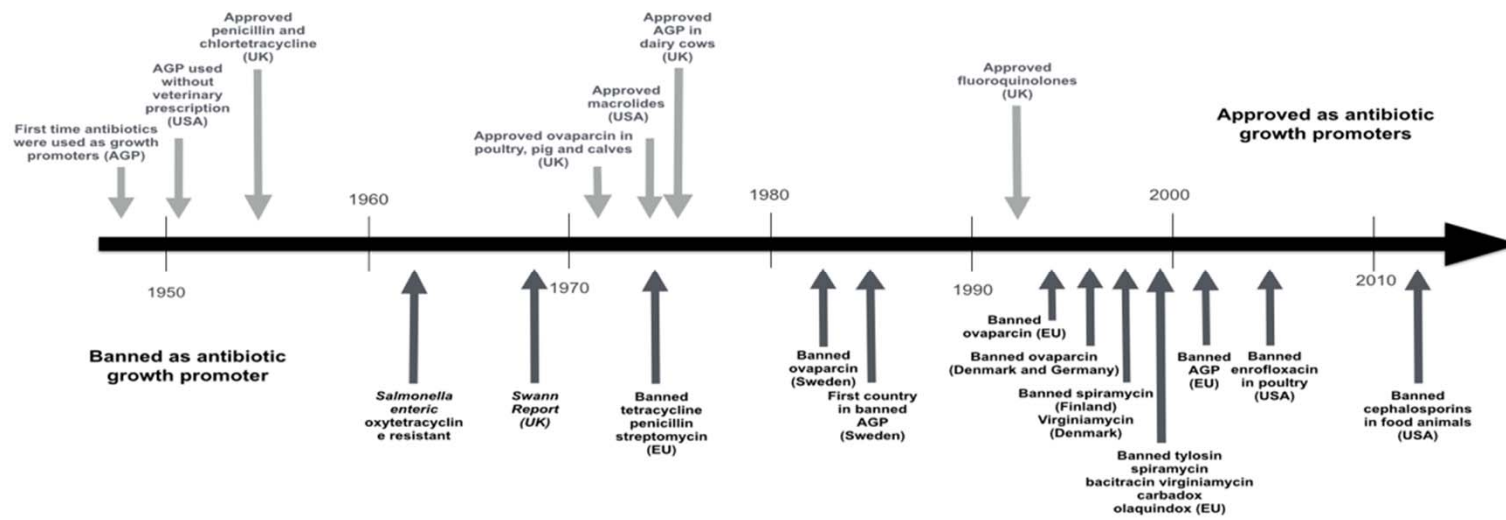 First time antibiotics
were used as growth
promoters (AGP)
AGP used
without
veterinary
prescription
(USA)
Approved
penicillin and
chlortetracycline
(UK)
Approved ovaparcin in
poultry, pig and calves
(UK)
Approved
macrolides
(USA)
Approved
AGP in
dairy cows
(UK)
Approved
fluoroquinolones
(UK)
Approved as antibiotic
growth promoters
1950
1960
1970
1980
1990
2000
2010
Banned as antibiotic
growth promoter
Salmonella
enteric
oxytetracyclin
e resistant
Swann
Report
(UK)
Banned
tetracycline
penicillin
streptomycin
(EU)
Banned
ovaparcin
(Sweden)
First country
in banned
AGP
(Sweden)
Banned
ovaparcin (EU)
Banned ovaparcin
(Denmark and Germany)
Banned spiramycin
(Finland)
Virginiamycin
(Denmark)
Banned tylosin
spiramycin
bacitracin virginiamycin
carbadox
olaquindox (EU)
Banned
AGP
(EU)
Banned
enrofloxacin
in poultry
(USA)
Banned
cephalosporins
in food animals
(USA)